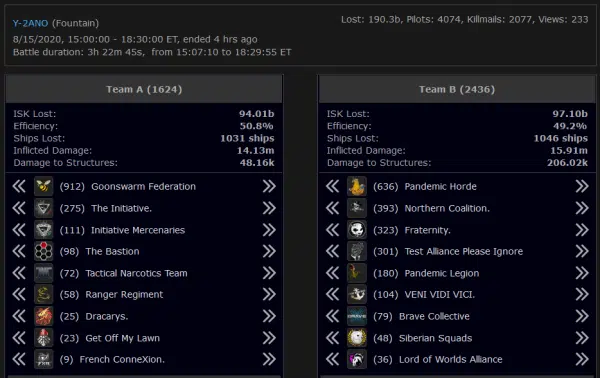 Y-2ANO (Fountain)
Lost: 190.3b, Pilots: 4074, Killmails: 2077, Views: 233
8/15/2020, 15:00:00 - 18:30:00 ET, ended 4 hrs ago
Battle duration: 3h 22m 45s, from 15:07:10 to 18:29:55 ET
Team A (1624)
ISK Lost: 94.01b
Efficiency: 50.8%
Ships Lost: 1031 ships
Inflicted Damage: 14.13m
Damage to Structures: 48.16k
(912) Goonswarm Federation
(275) The Initiative.
(111) Initiative Mercenaries
(98) The Bastion
(72) Tactical Narcotics Team
(58) Ranger Regiment
(25) Dracarys.
(23) Get Off My Lawn
(9) French ConneXion.
Team B (2436)
ISK Lost: 97.10b
Efficiency: 49.2%
Ships Lost: 1046 ships
Inflicted Damage: 15.91m
Damage to Structures: 206.02k
(636) Pandemic Horde
(393) Northern Coalition.
(323) Fraternity.
(301) Test Alliance Please Ignore
(180) Pandemic Legion
(104) VENI VIDI VICI.
(79) Brave Collective
(48) Siberian Squads
(36) Lord of Worlds Alliance